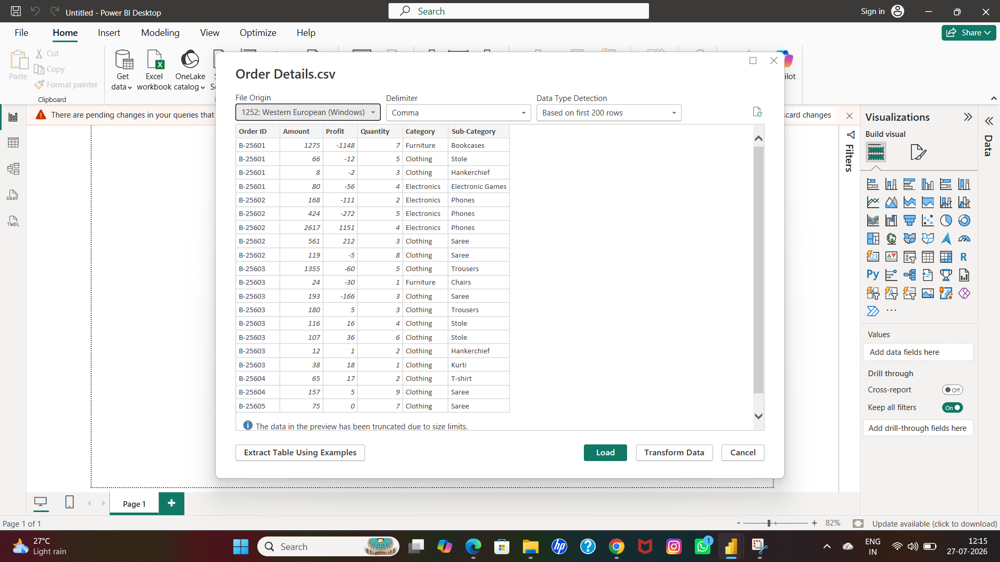 Untitled - Power BI Desktop
Search
Sign in
File
Home
Insert
Modeling
View
Optimize
Help
Share
Paste
Cut
Copy
Format painter
Clipboard
Get data
Excel workbook
OneLake catalog
There are pending changes in your queries that
scard changes
Order Details.csv
File Origin
Delimiter
Data Type Detection
1252: Western European (Windows)
Comma
Based on first 200 rows
Order ID Amount Profit Quantity Category Sub-Category
B-25601 1275 -1148 7 Furniture Bookcases
B-25601 66 -12 5 Clothing Stole
B-25601 8 -2 3 Clothing Hankerchief
B-25601 80 -56 4 Electronics Electronic Games
B-25602 168 -111 2 Electronics Phones
B-25602 424 -272 5 Electronics Phones
B-25602 2617 1151 4 Electronics Phones
B-25602 561 212 3 Clothing Saree
B-25602 119 -5 8 Clothing Saree
B-25603 1355 -60 5 Clothing Trousers
B-25603 24 -30 1 Furniture Chairs
B-25603 193 -166 3 Clothing Saree
B-25603 180 5 3 Clothing Trousers
B-25603 116 16 4 Clothing Stole
B-25603 107 36 6 Clothing Stole
B-25603 12 1 2 Clothing Hankerchief
B-25603 38 18 1 Clothing Kurti
B-25604 65 17 2 Clothing T-shirt
B-25604 157 5 9 Clothing Saree
B-25605 75 0 7 Clothing Saree
The data in the preview has been truncated due to size limits.
Extract Table Using Examples
Load
Transform Data
Cancel
Filters
Visualizations
Build visual
123
R
Py
Values
Add data fields here
Drill through
Cross-report
Off
Keep all filters
On
Add drill-through fields here
Data
DAX
TMDL
Page 1
Page 1 of 1
82%
Update available (click to download)
27°C
Light rain
Search
hp
1
ENG
IN
12:15
27-07-2026